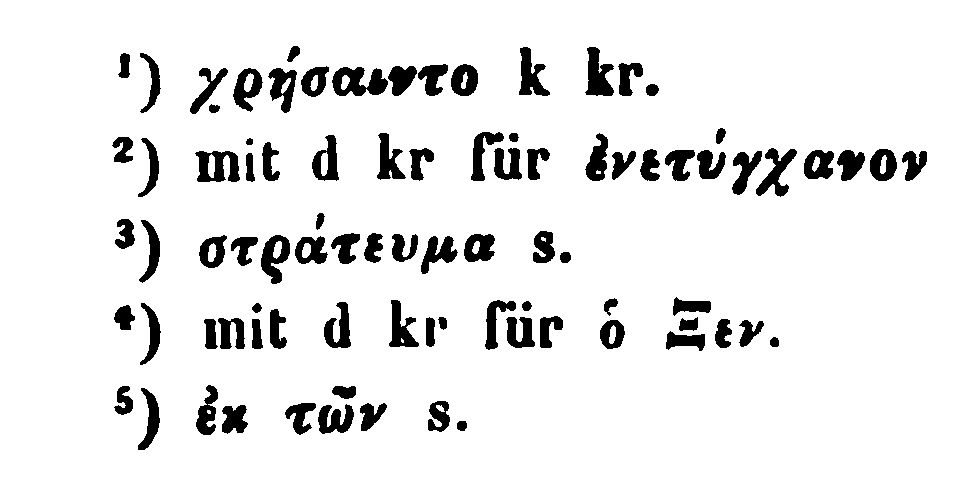 ¹) χρήσαιντο k kr.
²) mit d kr für ἐνετύγχανον
³) στράτευμα s.
⁴) mit d kr für ὁ Ξεν.
⁵) ἐκ τῶν s.